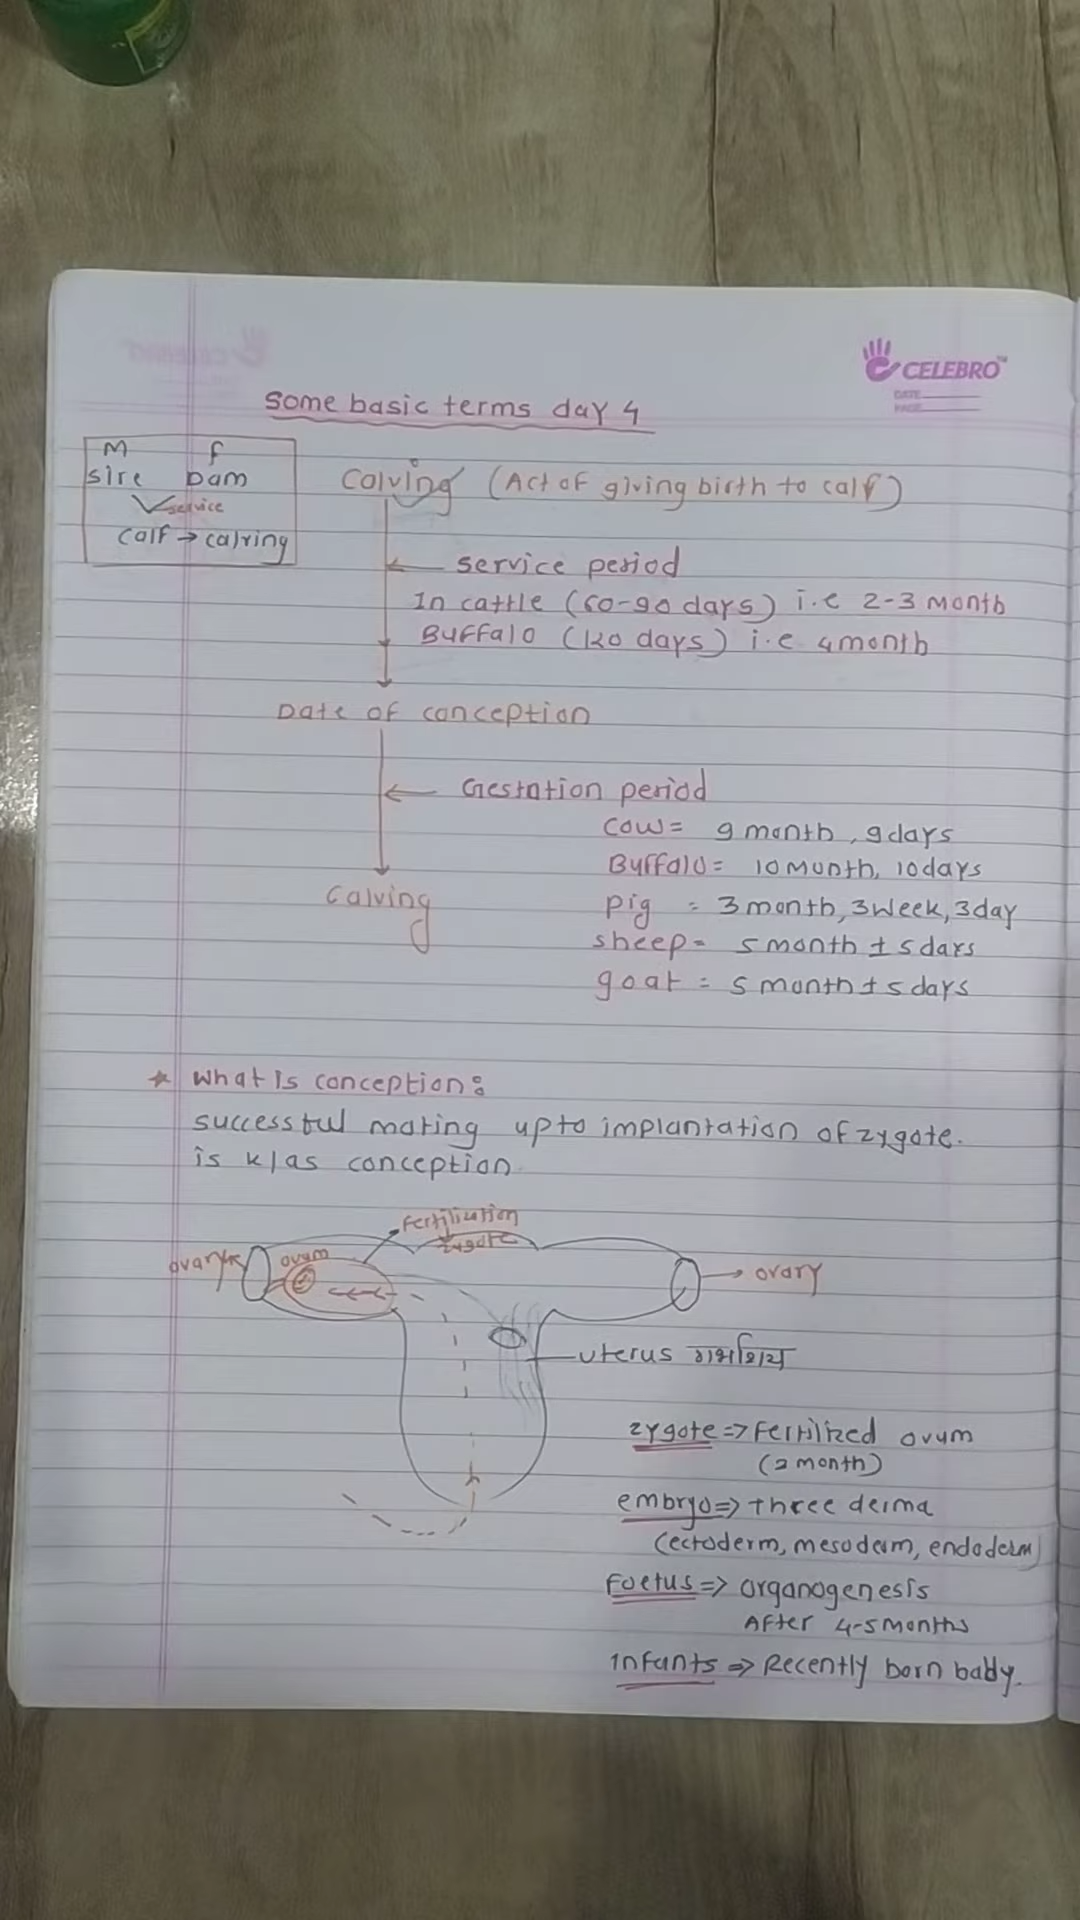 CELEBRO™
DATE
PAGE
some basic terms day 4
M f
sire Dam
service
calf → calving
Calving (Act of giving birth to calf)
service period
In cattle (60-90 days) i.e 2-3 month
Buffalo (120 days) i.e 4 month
Date of conception
Gestation period
Cow = 9 month, 9 days
Buffalo = 10 month, 10 days
Calving
pig = 3 month, 3 week, 3 day
sheep = 5 month ± 5 days
goat = 5 month ± 5 days
* What is conception:
successful mating upto implantation of zygote.
is k/as conception
Fertilization
zygote
ovary
ovum
→ ovary
uterus गर्भाशय
zygote => Fertilized ovum
(2 month)
embryo => three derma
(ectoderm, mesoderm, endoderm)
Foetus => organogenesis
After 4-5 months
Infants => Recently born baby.